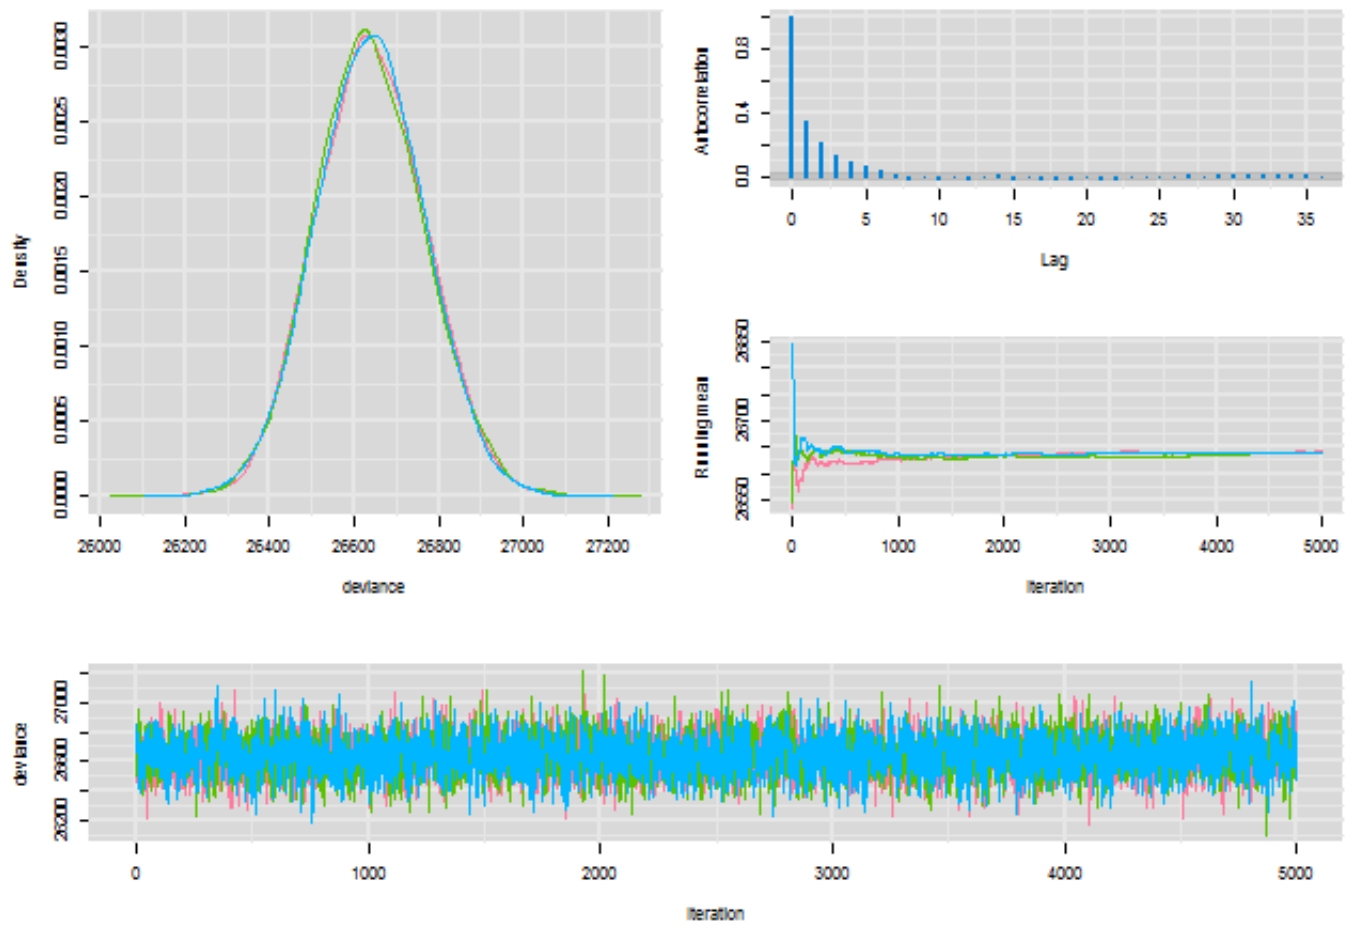 Density
0.0000 0.0005 0.0010 0.0015 0.0020 0.0025 0.0030
26000 26200 26400 26600 26800 27000 27200
deviance
Autocorrelation
0.0 0.4 0.8
0 5 10 15 20 25 30 35
Lag
Running mean
26550 26700 26850
0 1000 2000 3000 4000 5000
Iteration
deviance
26200 26600 27000
0 1000 2000 3000 4000 5000
Iteration